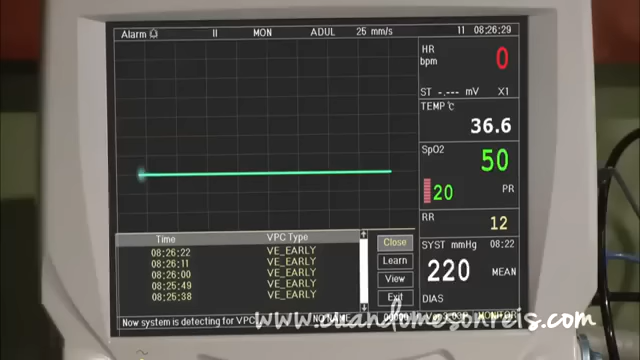 Alarm II MON ADUL 25 mm/s 11 08:26:29
HR
bpm
0
ST -.--- mV X1
TEMP ℃
36.6
SpO2
50
20 PR
RR
12
SYST mmHg 08:22
220 MEAN
DIAS
Time VPC Type
08:26:22 VE_EARLY
08:26:11 VE_EARLY
08:26:00 VE_EARLY
08:25:49 VE_EARLY
08:25:38 VE_EARLY
Close
Learn
View
Exit
Now system is detecting for VPC NO NAME MONITOR
www.cuandomesonreis.com